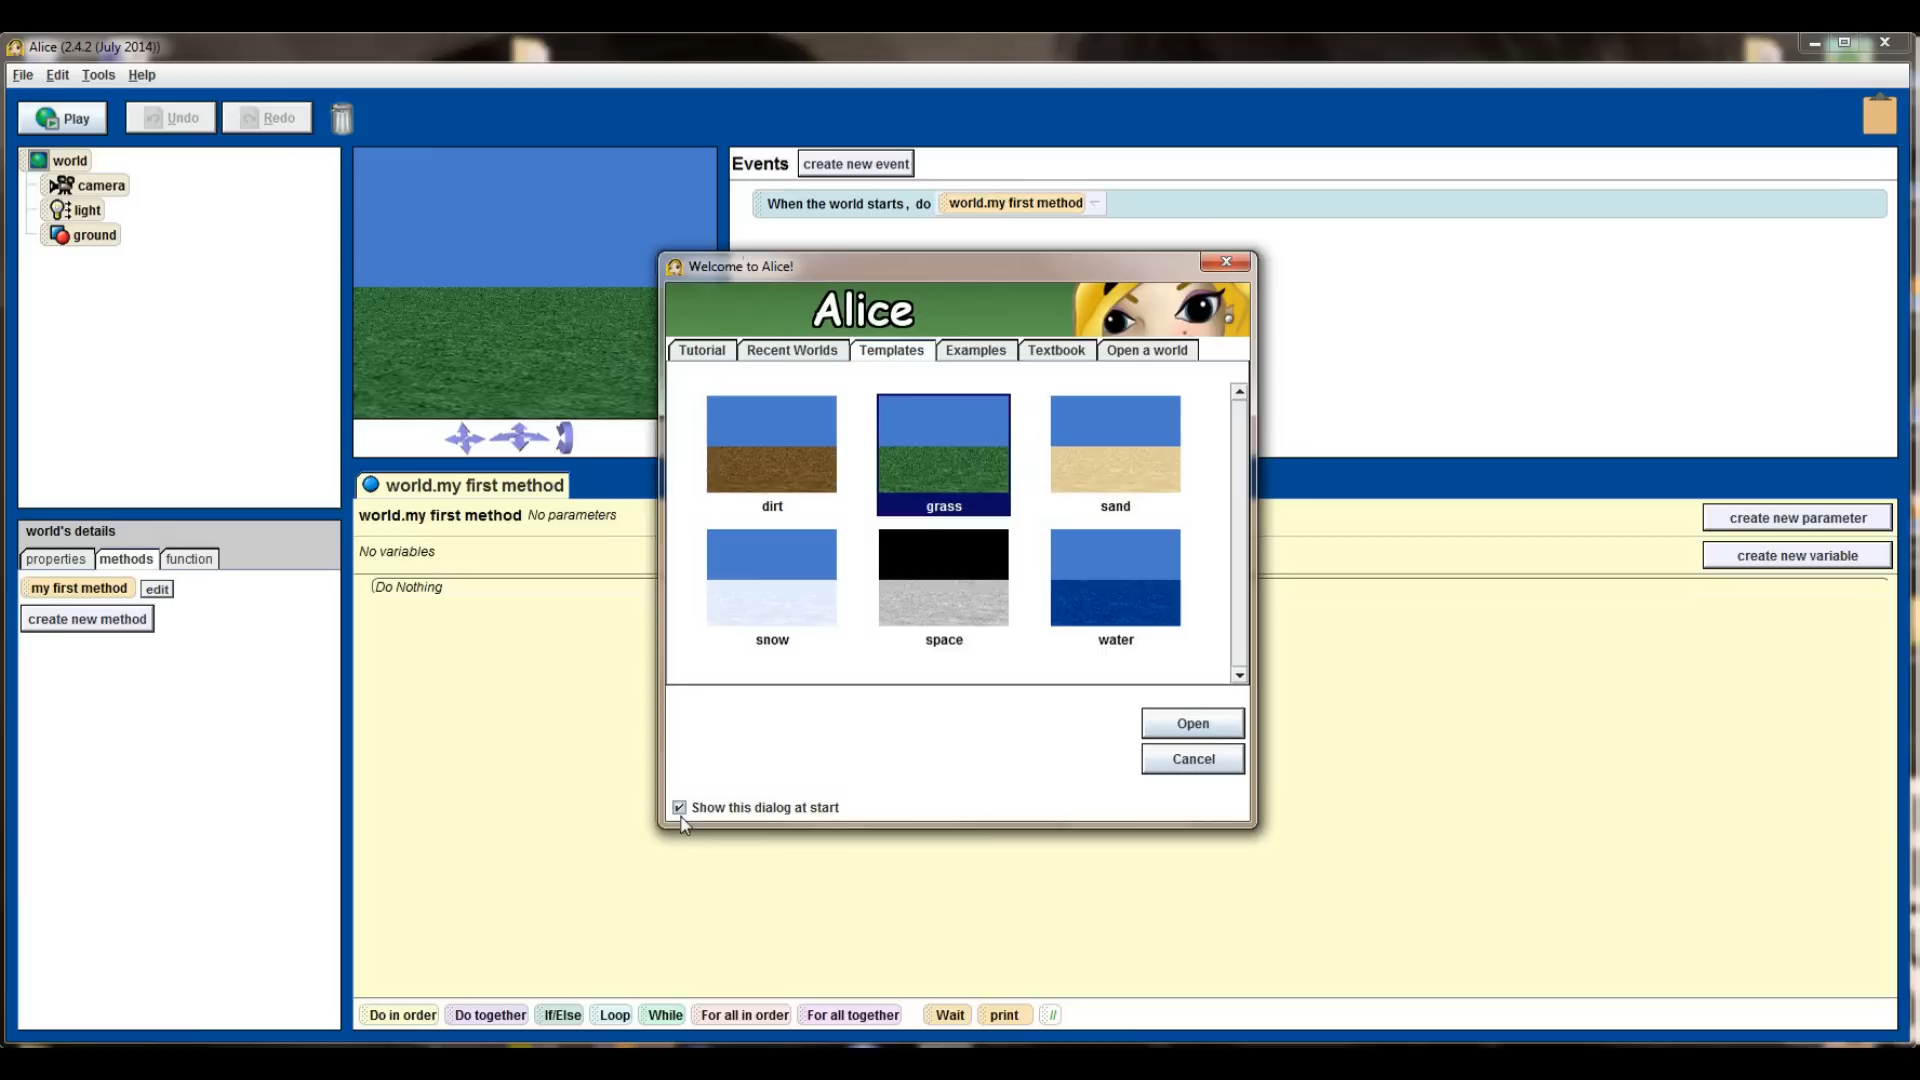 Alice (2.4.2 (July 2014))
File Edit Tools Help
Play Undo Redo
world
camera
light
ground
Events create new event
When the world starts, do world.my first method
Welcome to Alice!
Alice
Tutorial Recent Worlds Templates Examples Textbook Open a world
dirt grass sand
snow space water
Open
Cancel
Show this dialog at start
world's details
properties methods function
my first method edit
create new method
world.my first method
world.my first method No parameters
create new parameter
No variables
create new variable
(Do Nothing
Do in order Do together If/Else Loop While For all in order For all together Wait print //